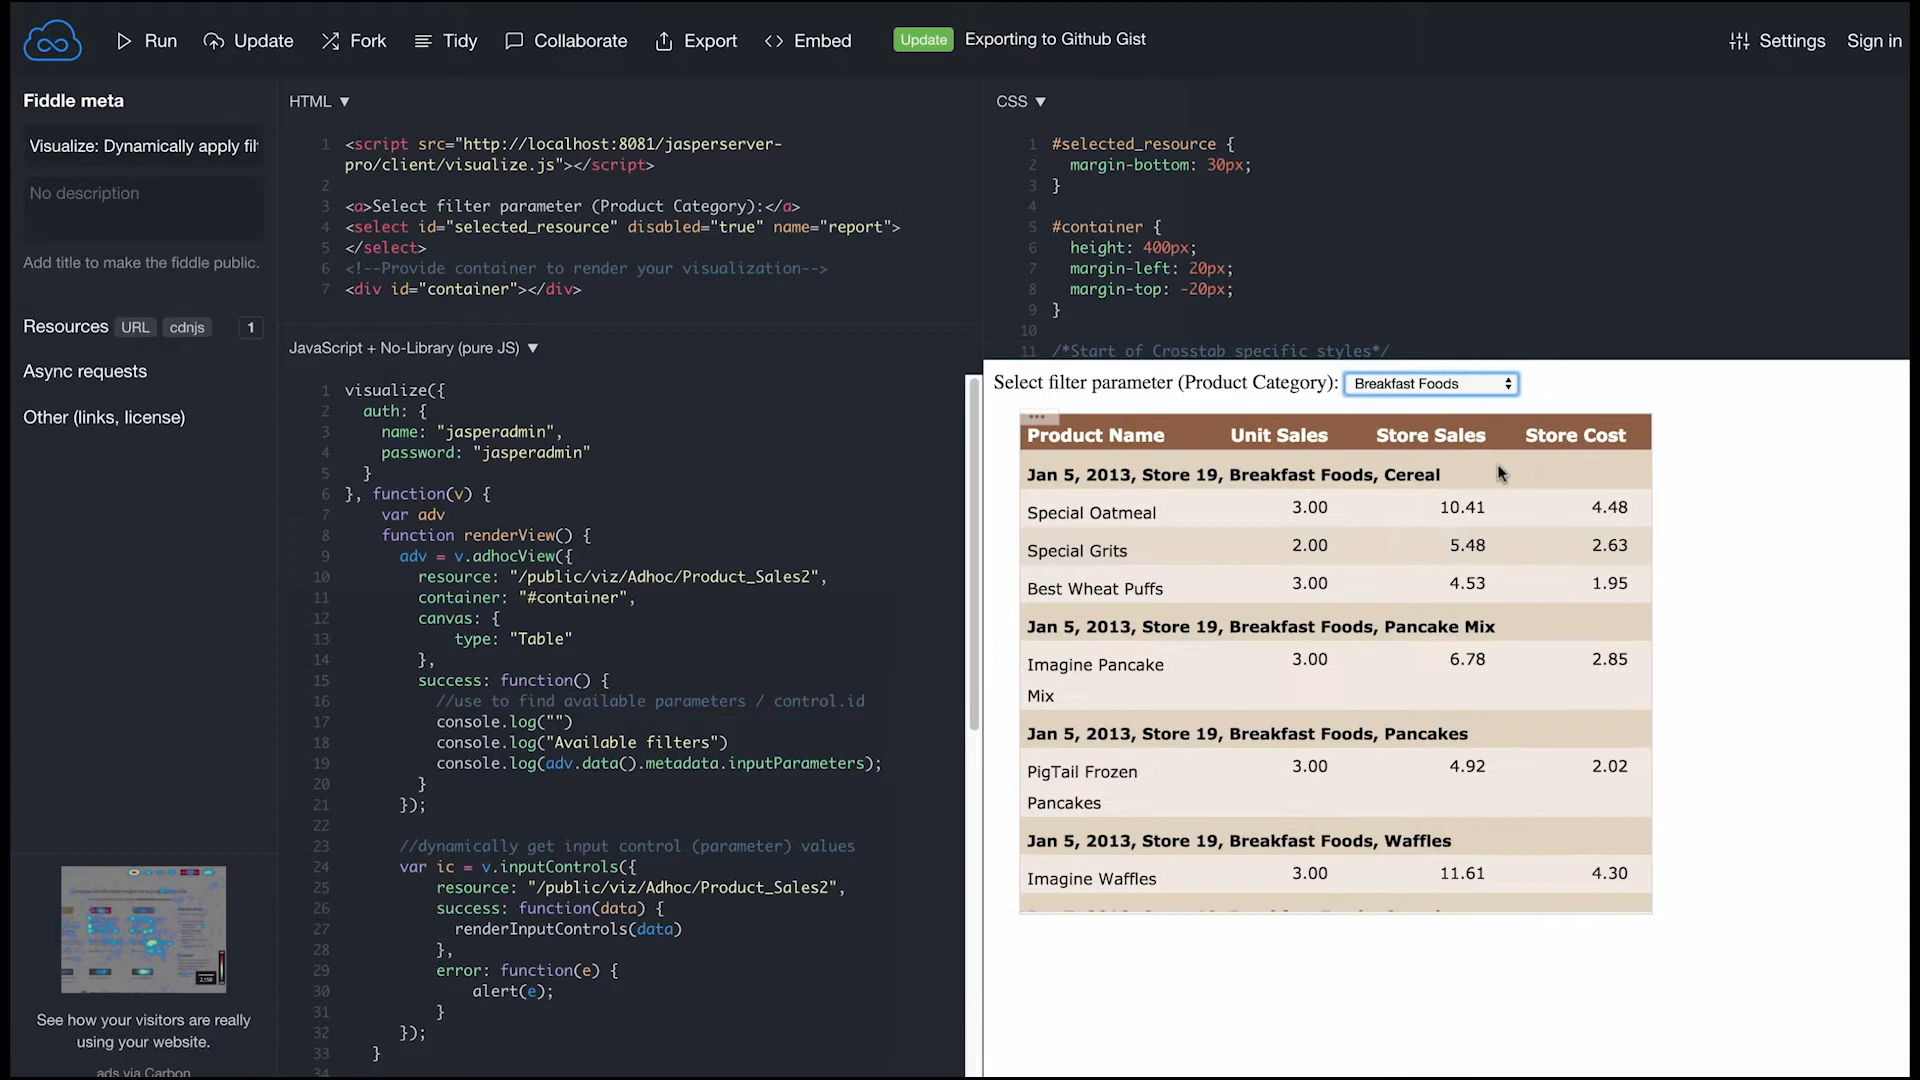 Run
Update
Fork
Tidy
Collaborate
Export
Embed
Update
Exporting to Github Gist
Settings
Sign in
Fiddle meta
Visualize: Dynamically apply fil
No description
Add title to make the fiddle public.
Resources URL cdnjs 1
Async requests
Other (links, license)
See how your visitors are really
using your website.
ads via Carbon
HTML ▼
1 <script src="http://localhost:8081/jasperserver-
pro/client/visualize.js"></script>
2
3 <a>Select filter parameter (Product Category):</a>
4 <select id="selected_resource" disabled="true" name="report">
5 </select>
6 <!--Provide container to render your visualization-->
7 <div id="container"></div>
JavaScript + No-Library (pure JS) ▼
1 visualize({
2 auth: {
3 name: "jasperadmin",
4 password: "jasperadmin"
5 }
6 }, function(v) {
7 var adv
8 function renderView() {
9 adv = v.adhocView({
10 resource: "/public/viz/Adhoc/Product_Sales2",
11 container: "#container",
12 canvas: {
13 type: "Table"
14 },
15 success: function() {
16 //use to find available parameters / control.id
17 console.log("")
18 console.log("Available filters")
19 console.log(adv.data().metadata.inputParameters);
20 }
21 });
22
23 //dynamically get input control (parameter) values
24 var ic = v.inputControls({
25 resource: "/public/viz/Adhoc/Product_Sales2",
26 success: function(data) {
27 renderInputControls(data)
28 },
29 error: function(e) {
30 alert(e);
31 }
32 });
33 }
34
CSS ▼
1 #selected_resource {
2 margin-bottom: 30px;
3 }
4
5 #container {
6 height: 400px;
7 margin-left: 20px;
8 margin-top: -20px;
9 }
10
11 /*Start of Crosstab specific styles*/
Select filter parameter (Product Category): Breakfast Foods
Product Name Unit Sales Store Sales Store Cost
Jan 5, 2013, Store 19, Breakfast Foods, Cereal
Special Oatmeal 3.00 10.41 4.48
Special Grits 2.00 5.48 2.63
Best Wheat Puffs 3.00 4.53 1.95
Jan 5, 2013, Store 19, Breakfast Foods, Pancake Mix
Imagine Pancake 3.00 6.78 2.85
Mix
Jan 5, 2013, Store 19, Breakfast Foods, Pancakes
PigTail Frozen 3.00 4.92 2.02
Pancakes
Jan 5, 2013, Store 19, Breakfast Foods, Waffles
Imagine Waffles 3.00 11.61 4.30